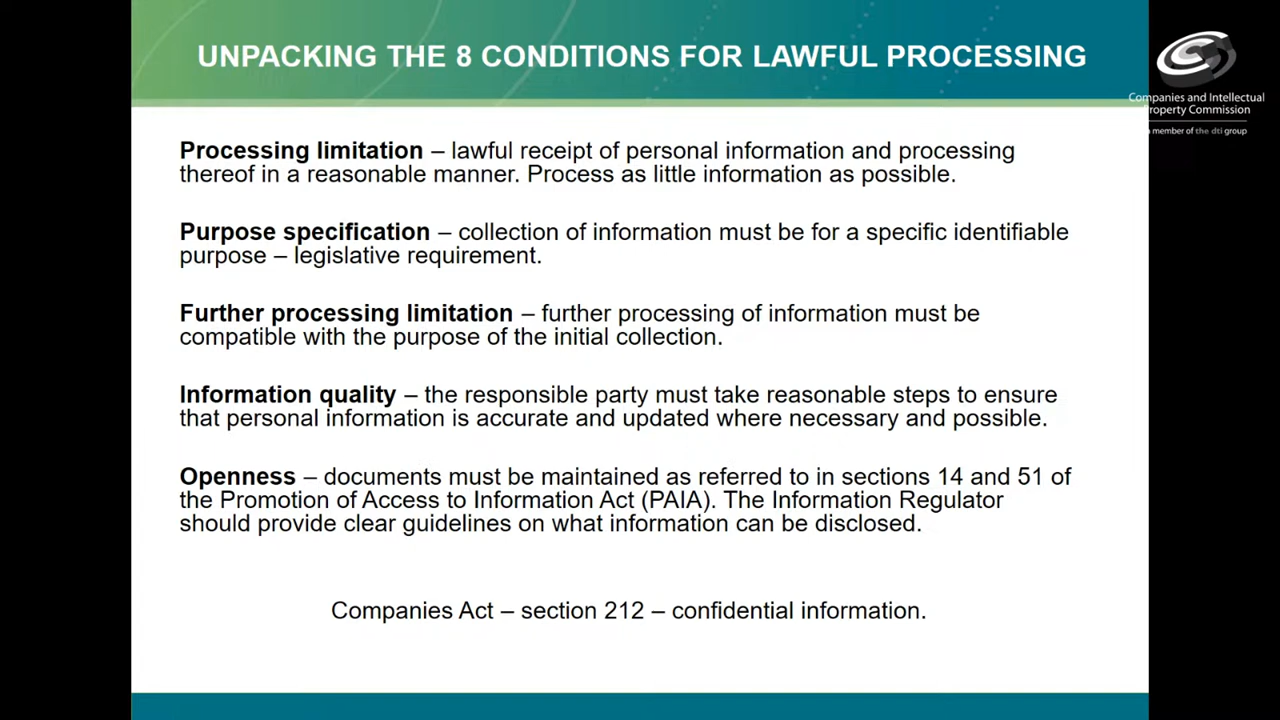 UNPACKING THE 8 CONDITIONS FOR LAWFUL PROCESSING
Companies and Intellectual
Property Commission
a member of the dti group
Processing limitation – lawful receipt of personal information and processing
thereof in a reasonable manner. Process as little information as possible.
Purpose specification – collection of information must be for a specific identifiable
purpose – legislative requirement.
Further processing limitation – further processing of information must be
compatible with the purpose of the initial collection.
Information quality – the responsible party must take reasonable steps to ensure
that personal information is accurate and updated where necessary and possible.
Openness – documents must be maintained as referred to in sections 14 and 51 of
the Promotion of Access to Information Act (PAIA). The Information Regulator
should provide clear guidelines on what information can be disclosed.
Companies Act – section 212 – confidential information.